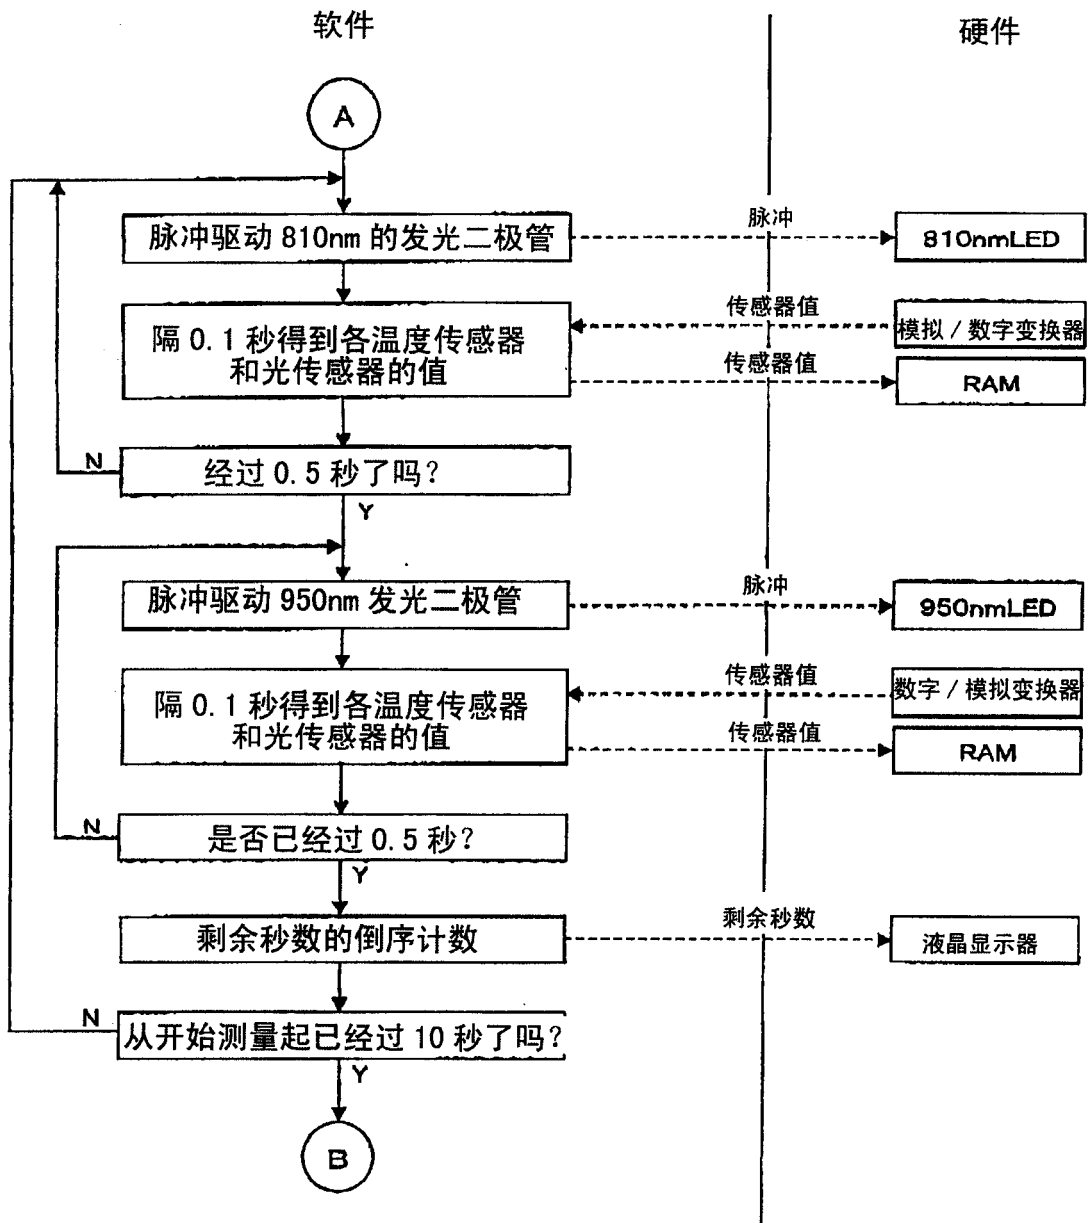 软件
硬件
A
脉冲驱动 810nm 的发光二极管
脉冲
810nmLED
隔 0.1 秒得到各温度传感器
和光传感器的值
传感器值
模拟 / 数字变换器
传感器值
RAM
N
经过 0.5 秒了吗?
Y
脉冲驱动 950nm 发光二极管
脉冲
950nmLED
隔 0.1 秒得到各温度传感器
和光传感器的值
传感器值
数字 / 模拟变换器
传感器值
RAM
N
是否已经过 0.5 秒?
Y
剩余秒数的倒序计数
剩余秒数
液晶显示器
N
从开始测量起已经过 10 秒了吗?
Y
B